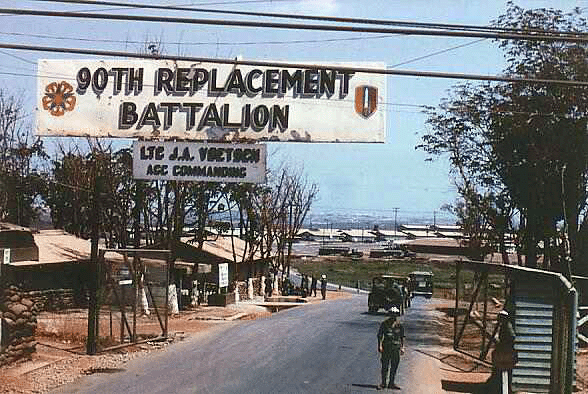 90TH REPLACEMENT
BATTALION
LTC J.A. VOETSCH
AGC COMMANDING